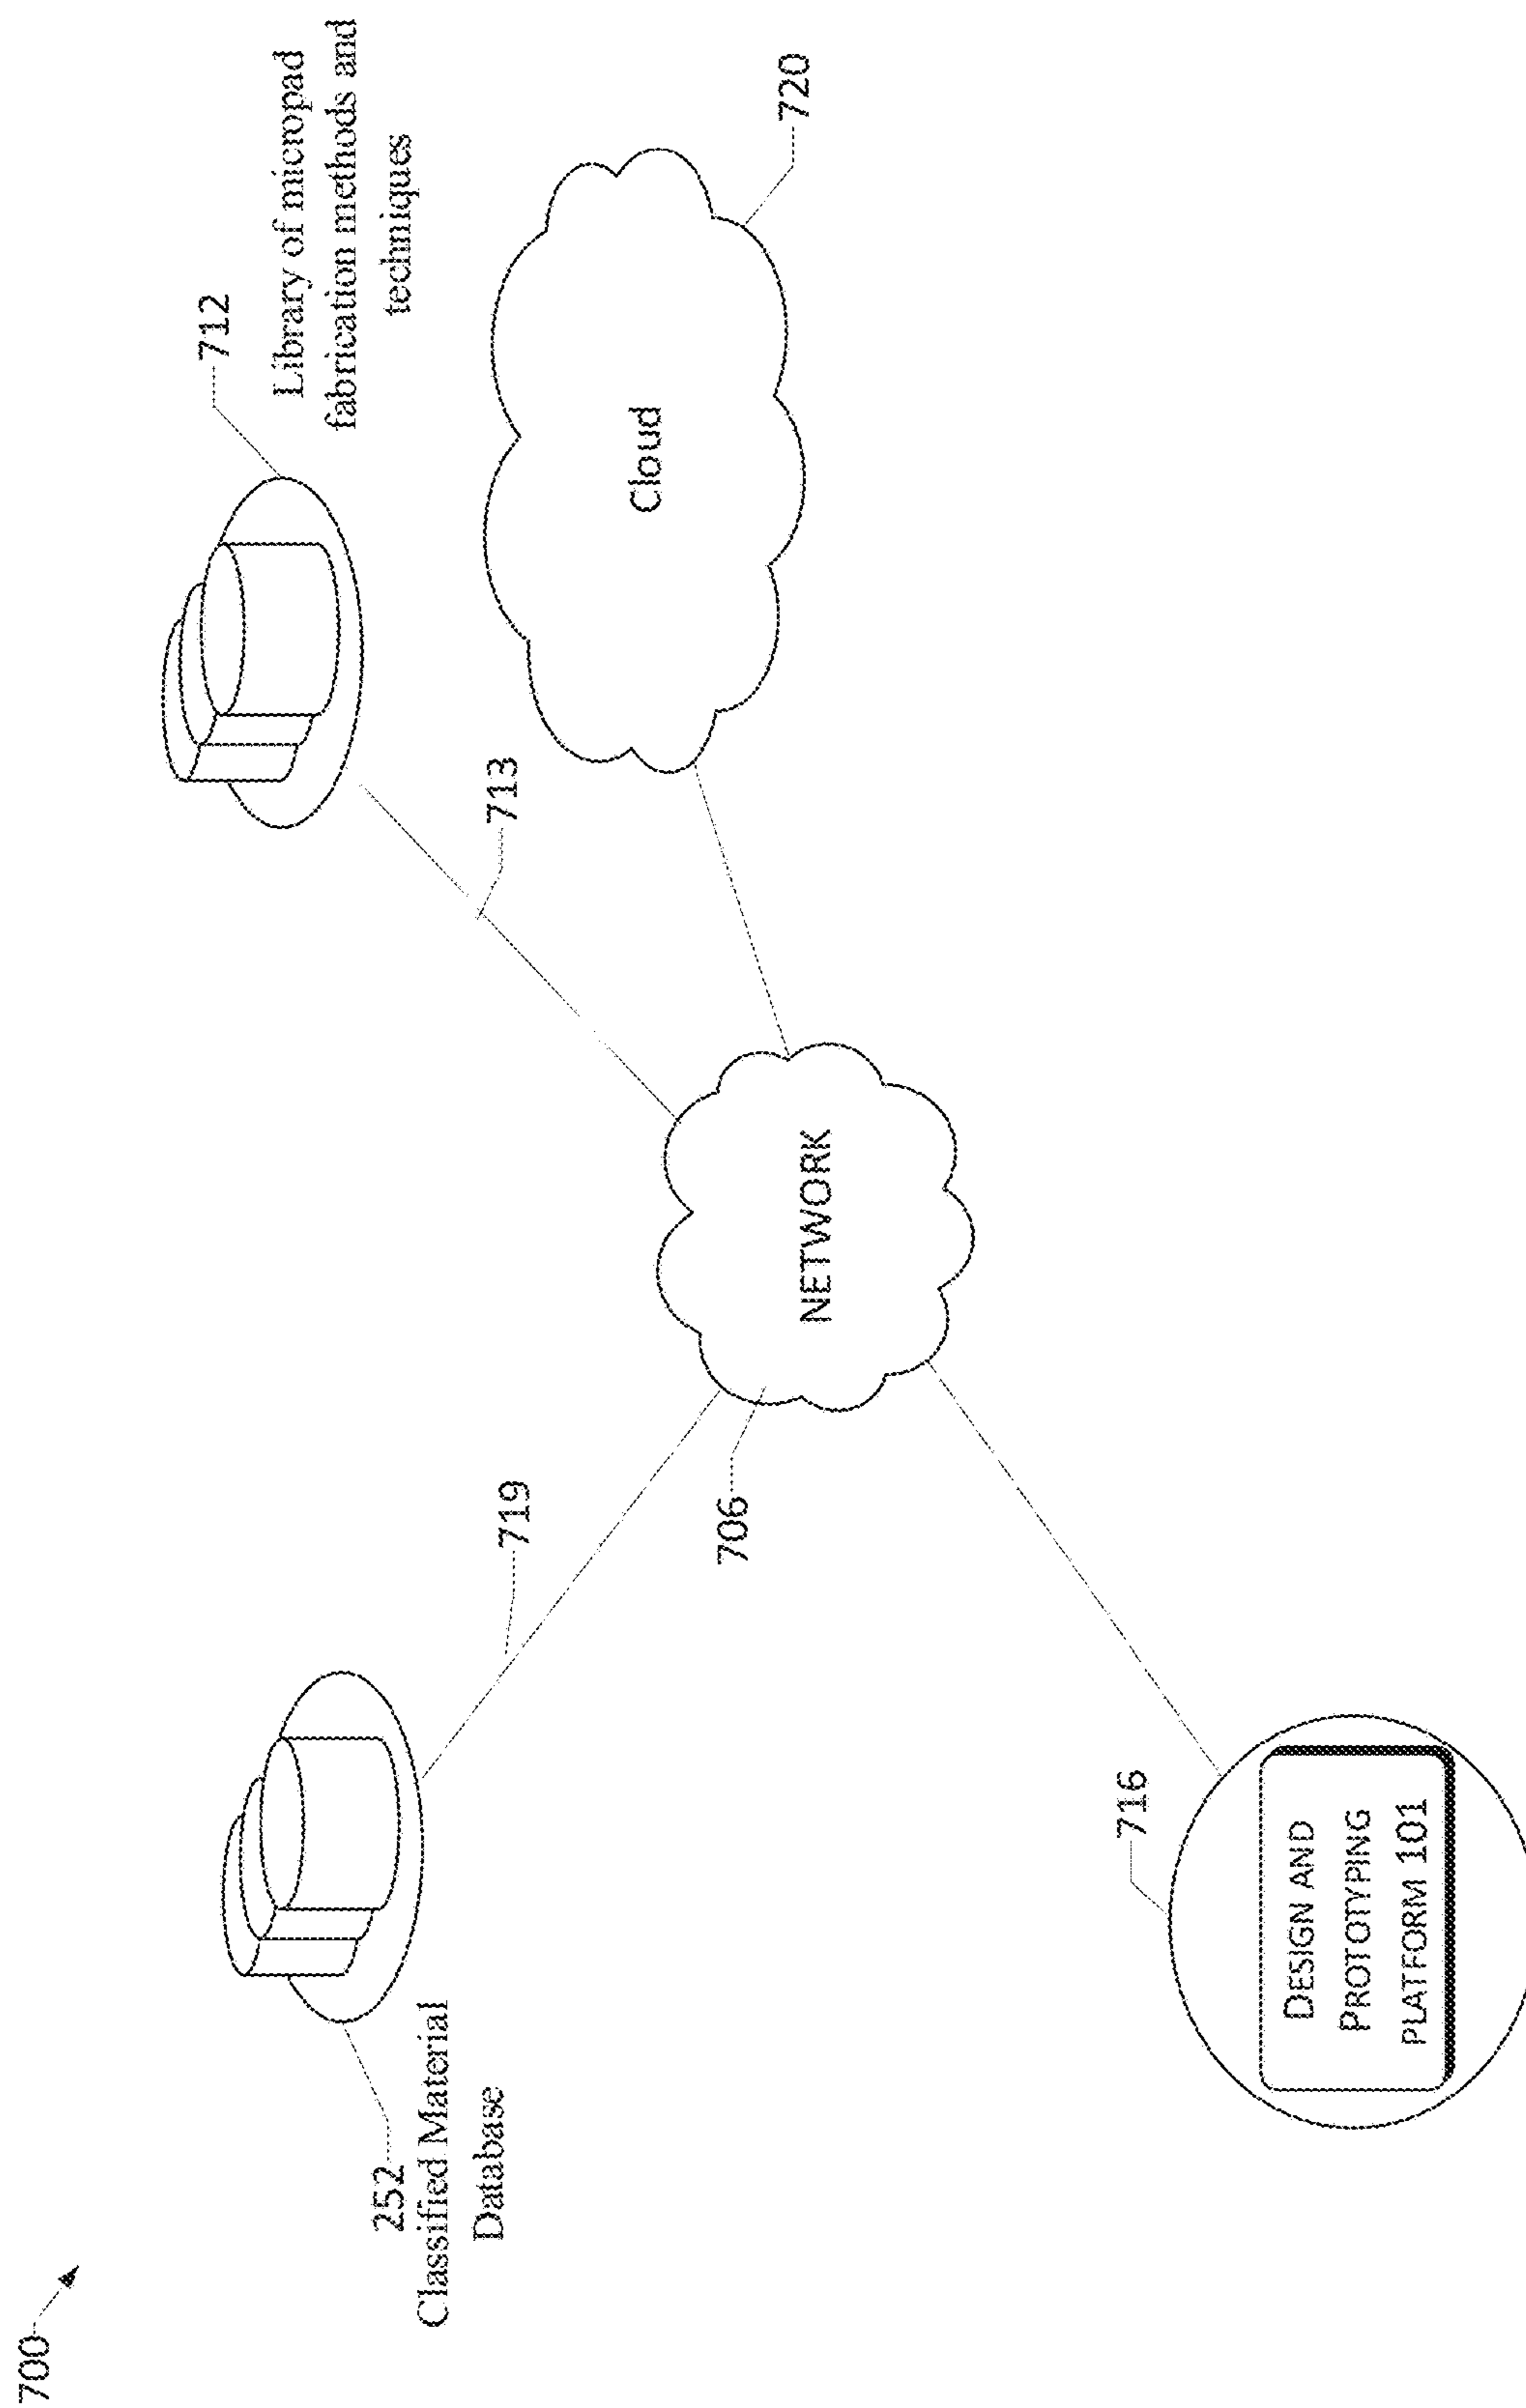 700
252
Classified Material
Database
719
706
NETWORK
713
712
Library of micropad
fabrication methods and
techniques
Cloud
720
716
DESIGN AND
PROTOTYPING
PLATFORM 101